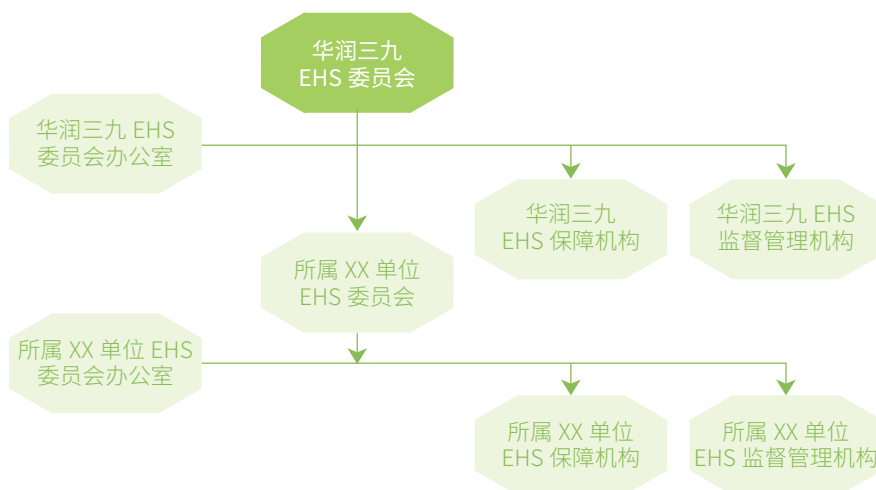 华润三九
EHS 委员会
华润三九 EHS
委员会办公室
华润三九
EHS 保障机构
华润三九 EHS
监督管理机构
所属 XX 单位
EHS 委员会
所属 XX 单位 EHS
委员会办公室
所属 XX 单位
EHS 保障机构
所属 XX 单位
EHS 监督管理机构